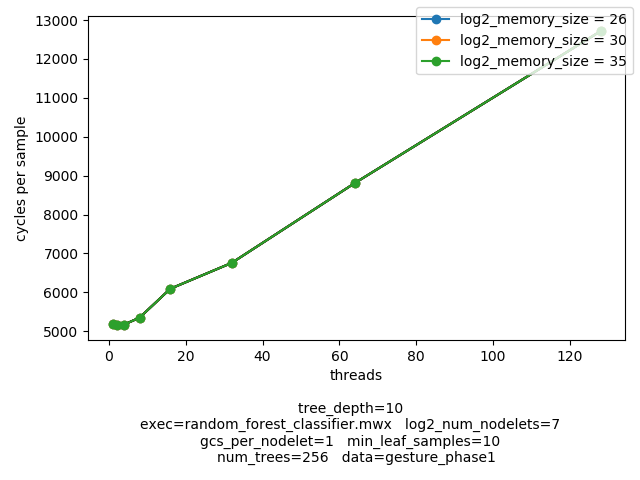 log2_memory_size = 26
log2_memory_size = 30
log2_memory_size = 35
13000
12000
11000
10000
9000
8000
7000
6000
5000
cycles per sample
0 20 40 60 80 100 120
threads
tree_depth=10
exec=random_forest_classifier.mwx log2_num_nodelets=7
gcs_per_nodelet=1 min_leaf_samples=10
num_trees=256 data=gesture_phase1